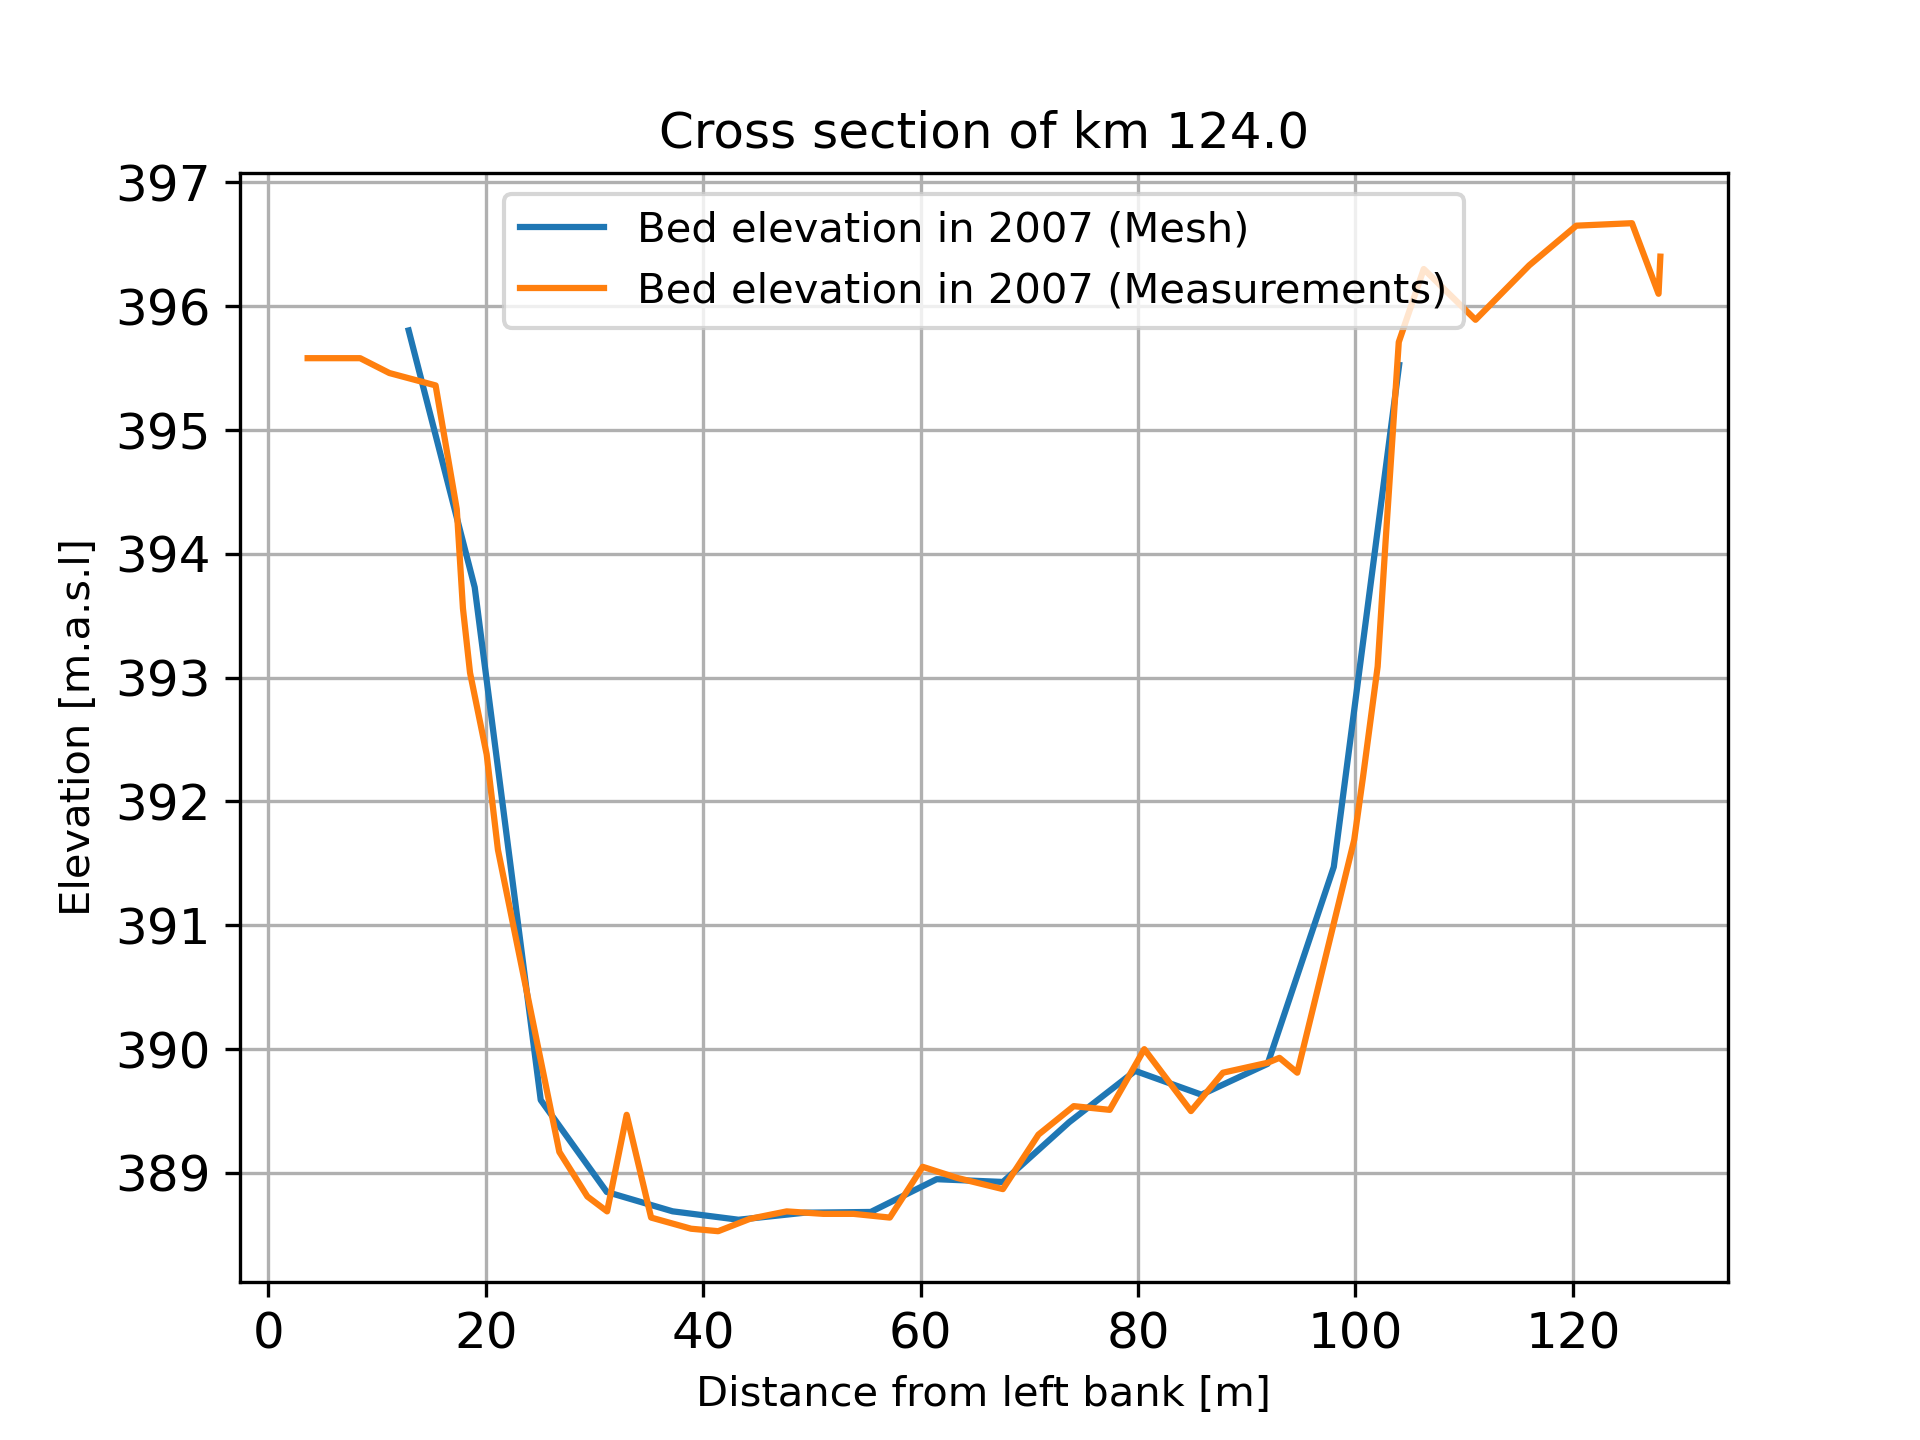 Cross section of km 124.0
Bed elevation in 2007 (Mesh)
Bed elevation in 2007 (Measurements)
Elevation [m.a.s.l]
397
396
395
394
393
392
391
390
389
0 20 40 60 80 100 120
Distance from left bank [m]